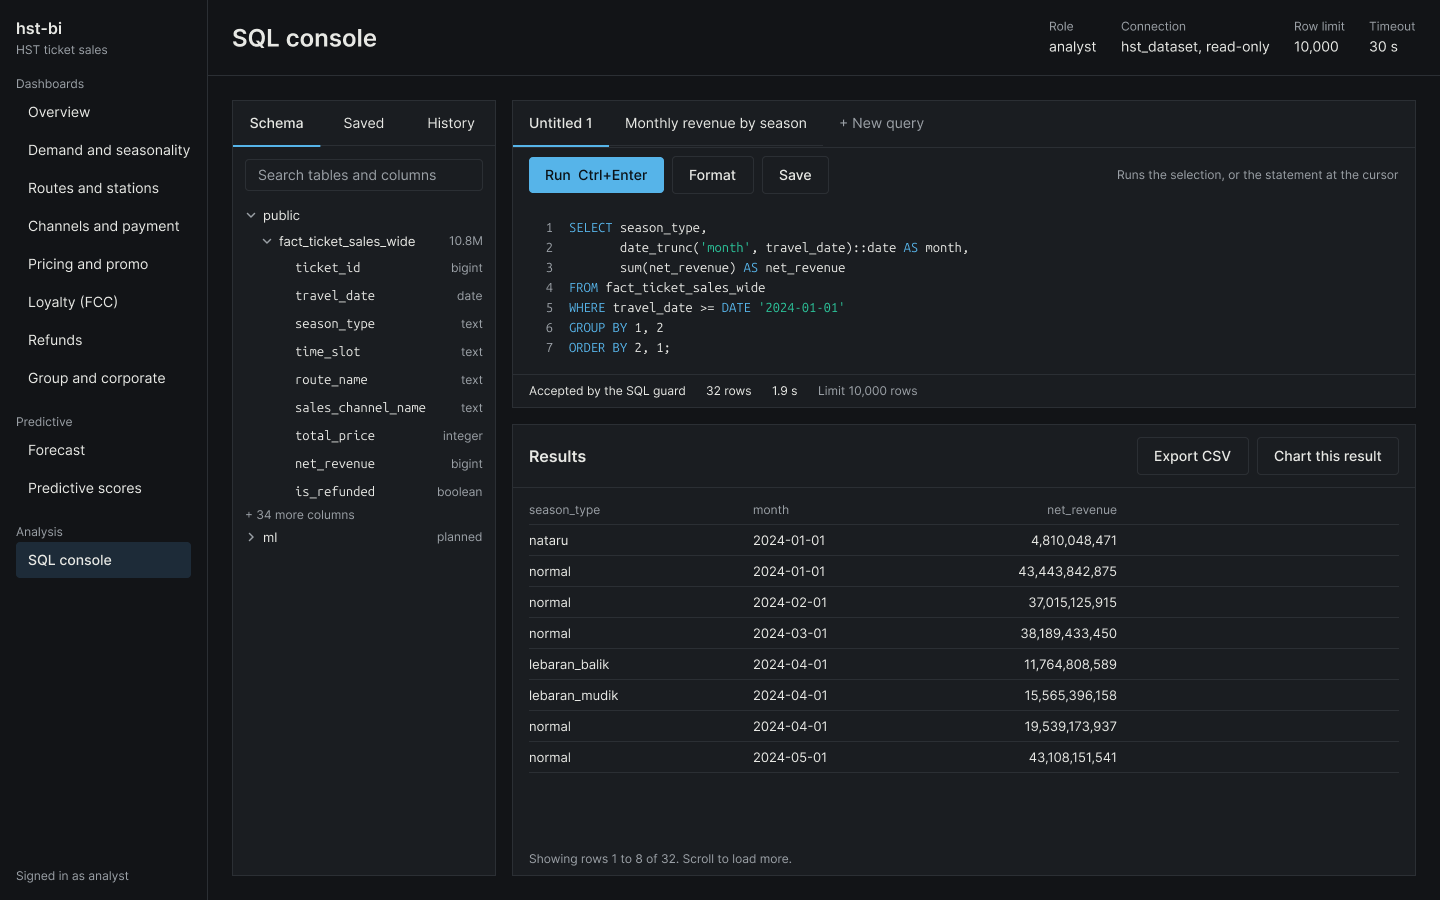 hst-bi
HST ticket sales
Dashboards
Overview
Demand and seasonality
Routes and stations
Channels and payment
Pricing and promo
Loyalty (FCC)
Refunds
Group and corporate
Predictive
Forecast
Predictive scores
Analysis
SQL console
Signed in as analyst
SQL console
Role
analyst
Connection
hst_dataset, read-only
Row limit
10,000
Timeout
30 s
Schema Saved History
Search tables and columns
public
fact_ticket_sales_wide 10.8M
ticket_id bigint
travel_date date
season_type text
time_slot text
route_name text
sales_channel_name text
total_price integer
net_revenue bigint
is_refunded boolean
+ 34 more columns
ml planned
Untitled 1 Monthly revenue by season + New query
Run Ctrl+Enter Format Save Runs the selection, or the statement at the cursor
1 SELECT season_type,
2 date_trunc('month', travel_date)::date AS month,
3 sum(net_revenue) AS net_revenue
4 FROM fact_ticket_sales_wide
5 WHERE travel_date >= DATE '2024-01-01'
6 GROUP BY 1, 2
7 ORDER BY 2, 1;
Accepted by the SQL guard 32 rows 1.9 s Limit 10,000 rows
Results Export CSV Chart this result
season_type month net_revenue
nataru 2024-01-01 4,810,048,471
normal 2024-01-01 43,443,842,875
normal 2024-02-01 37,015,125,915
normal 2024-03-01 38,189,433,450
lebaran_balik 2024-04-01 11,764,808,589
lebaran_mudik 2024-04-01 15,565,396,158
normal 2024-04-01 19,539,173,937
normal 2024-05-01 43,108,151,541
Showing rows 1 to 8 of 32. Scroll to load more.